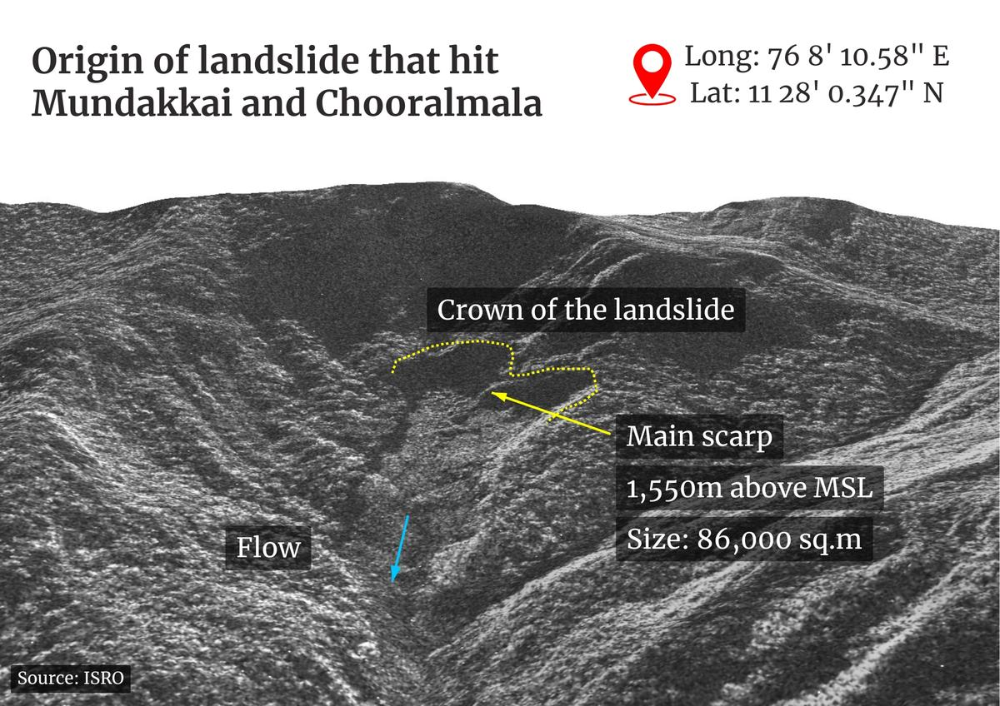 Origin of landslide that hit
Mundakkai and Chooralmala
Long: 76 8' 10.58" E
Lat: 11 28' 0.347" N
Crown of the landslide
Main scarp
1,550m above MSL
Size: 86,000 sq.m
Flow
Source: ISRO